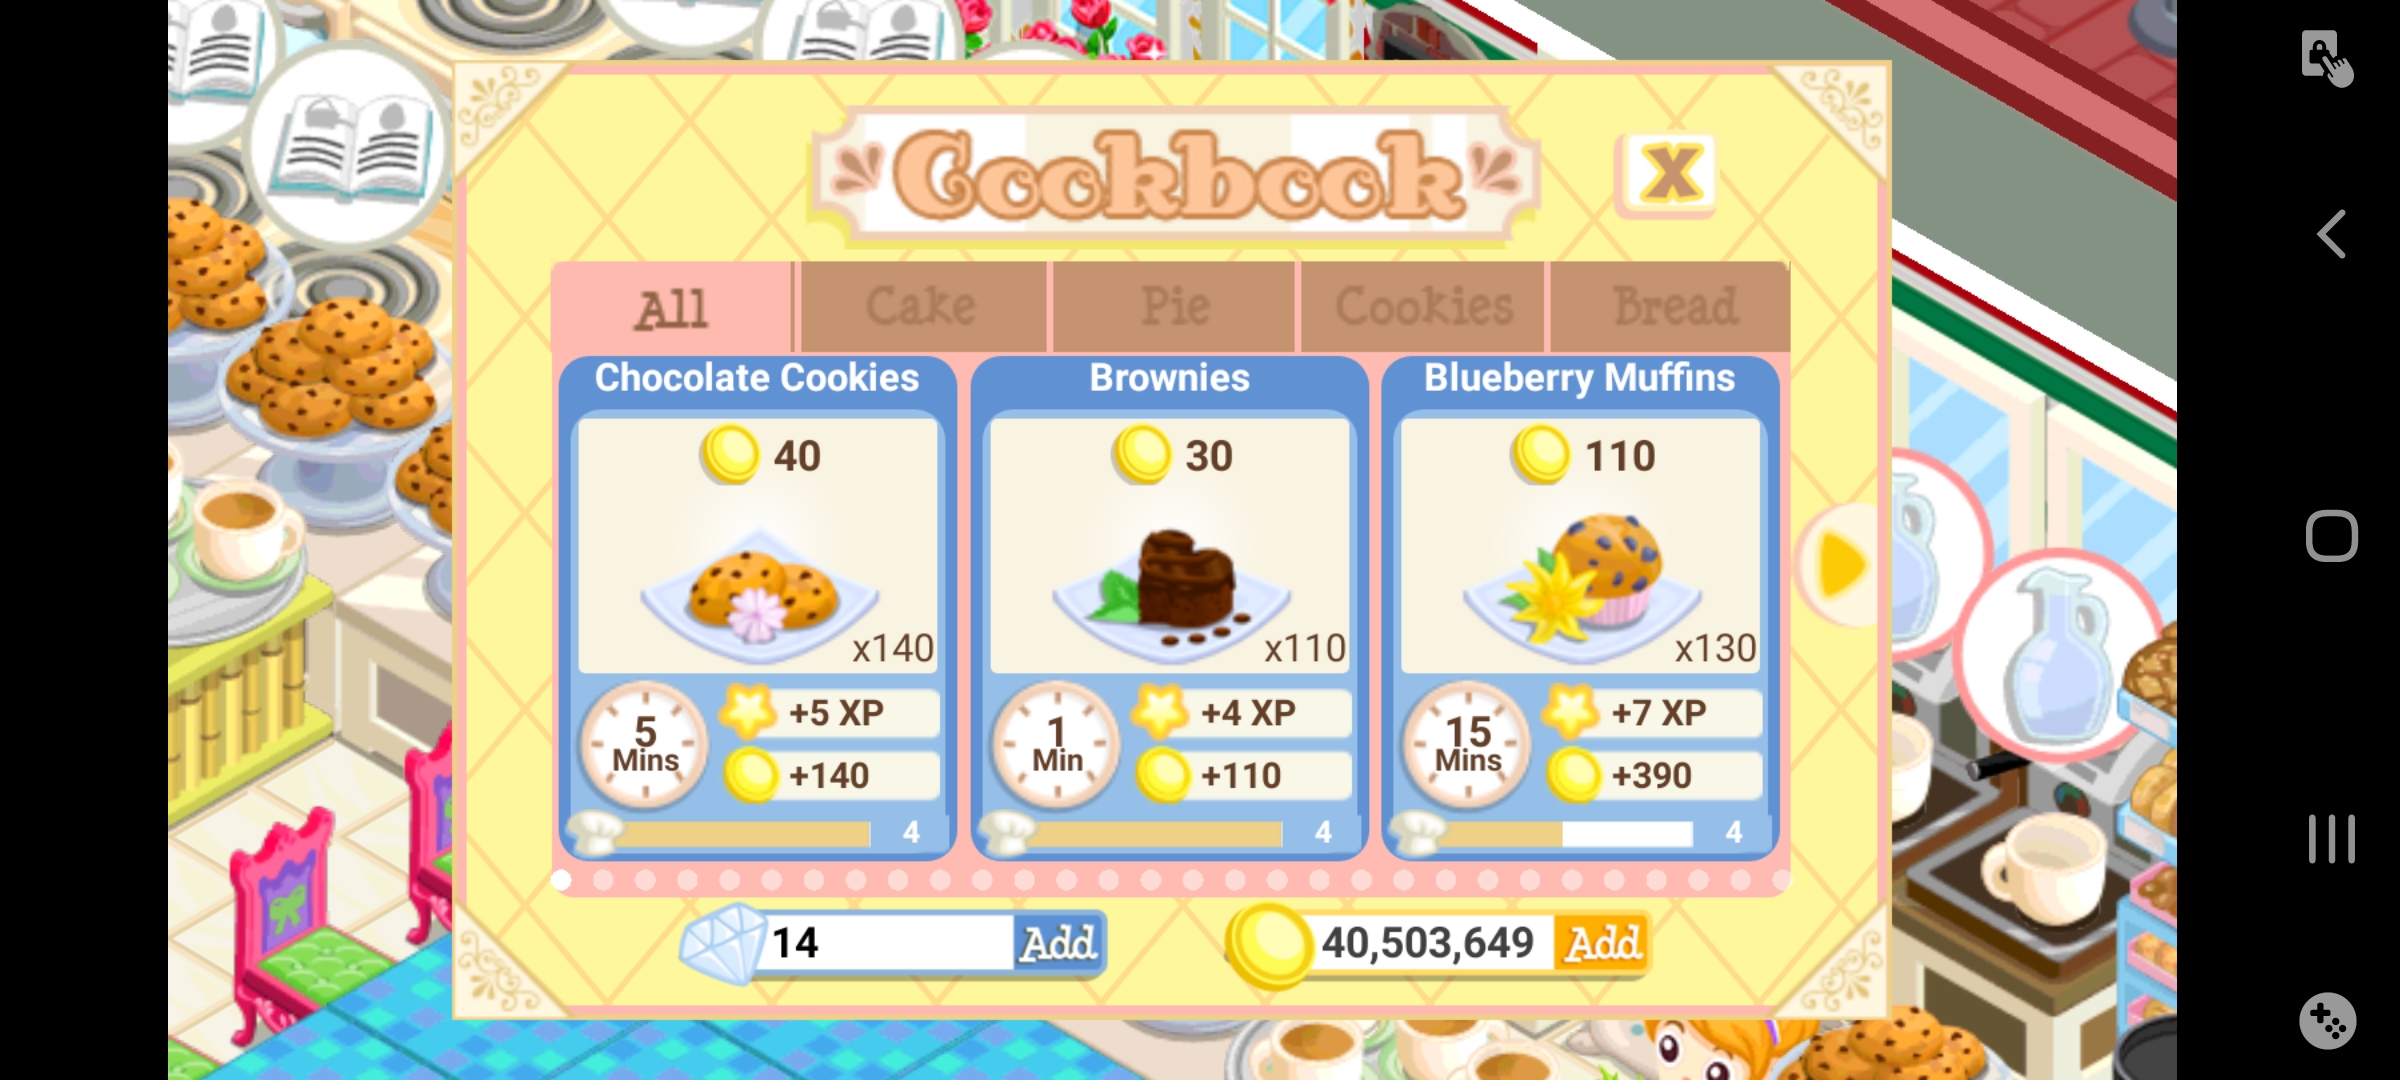 Cookbook
X
All Cake Pie Cookies Bread
Chocolate Cookies
40
x140
5
Mins
+5 XP
+140
4
Brownies
30
x110
1
Min
+4 XP
+110
4
Blueberry Muffins
110
x130
15
Mins
+7 XP
+390
4
14 Add
40,503,649 Add